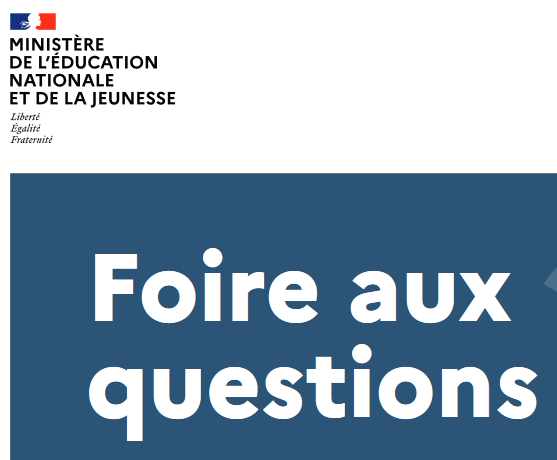 MINISTÈRE
DE L'ÉDUCATION
NATIONALE
ET DE LA JEUNESSE
Liberté
Égalité
Fraternité
Foire aux
questions